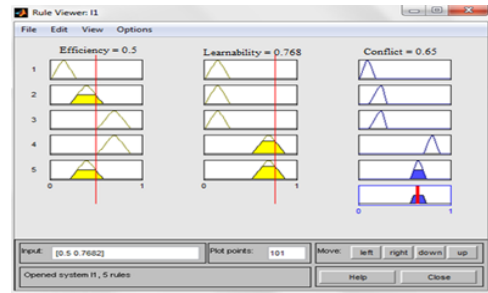 Rule Viewer: I1
File Edit View Options
Efficiency = 0.5 Learnability = 0.768 Conflict = 0.65
1
2
3
4
5
0 1 0 1
0 1
Input: [0.5 0.7682] Plot points: 101 Move: left right down up
Opened system I1, 5 rules Help Close